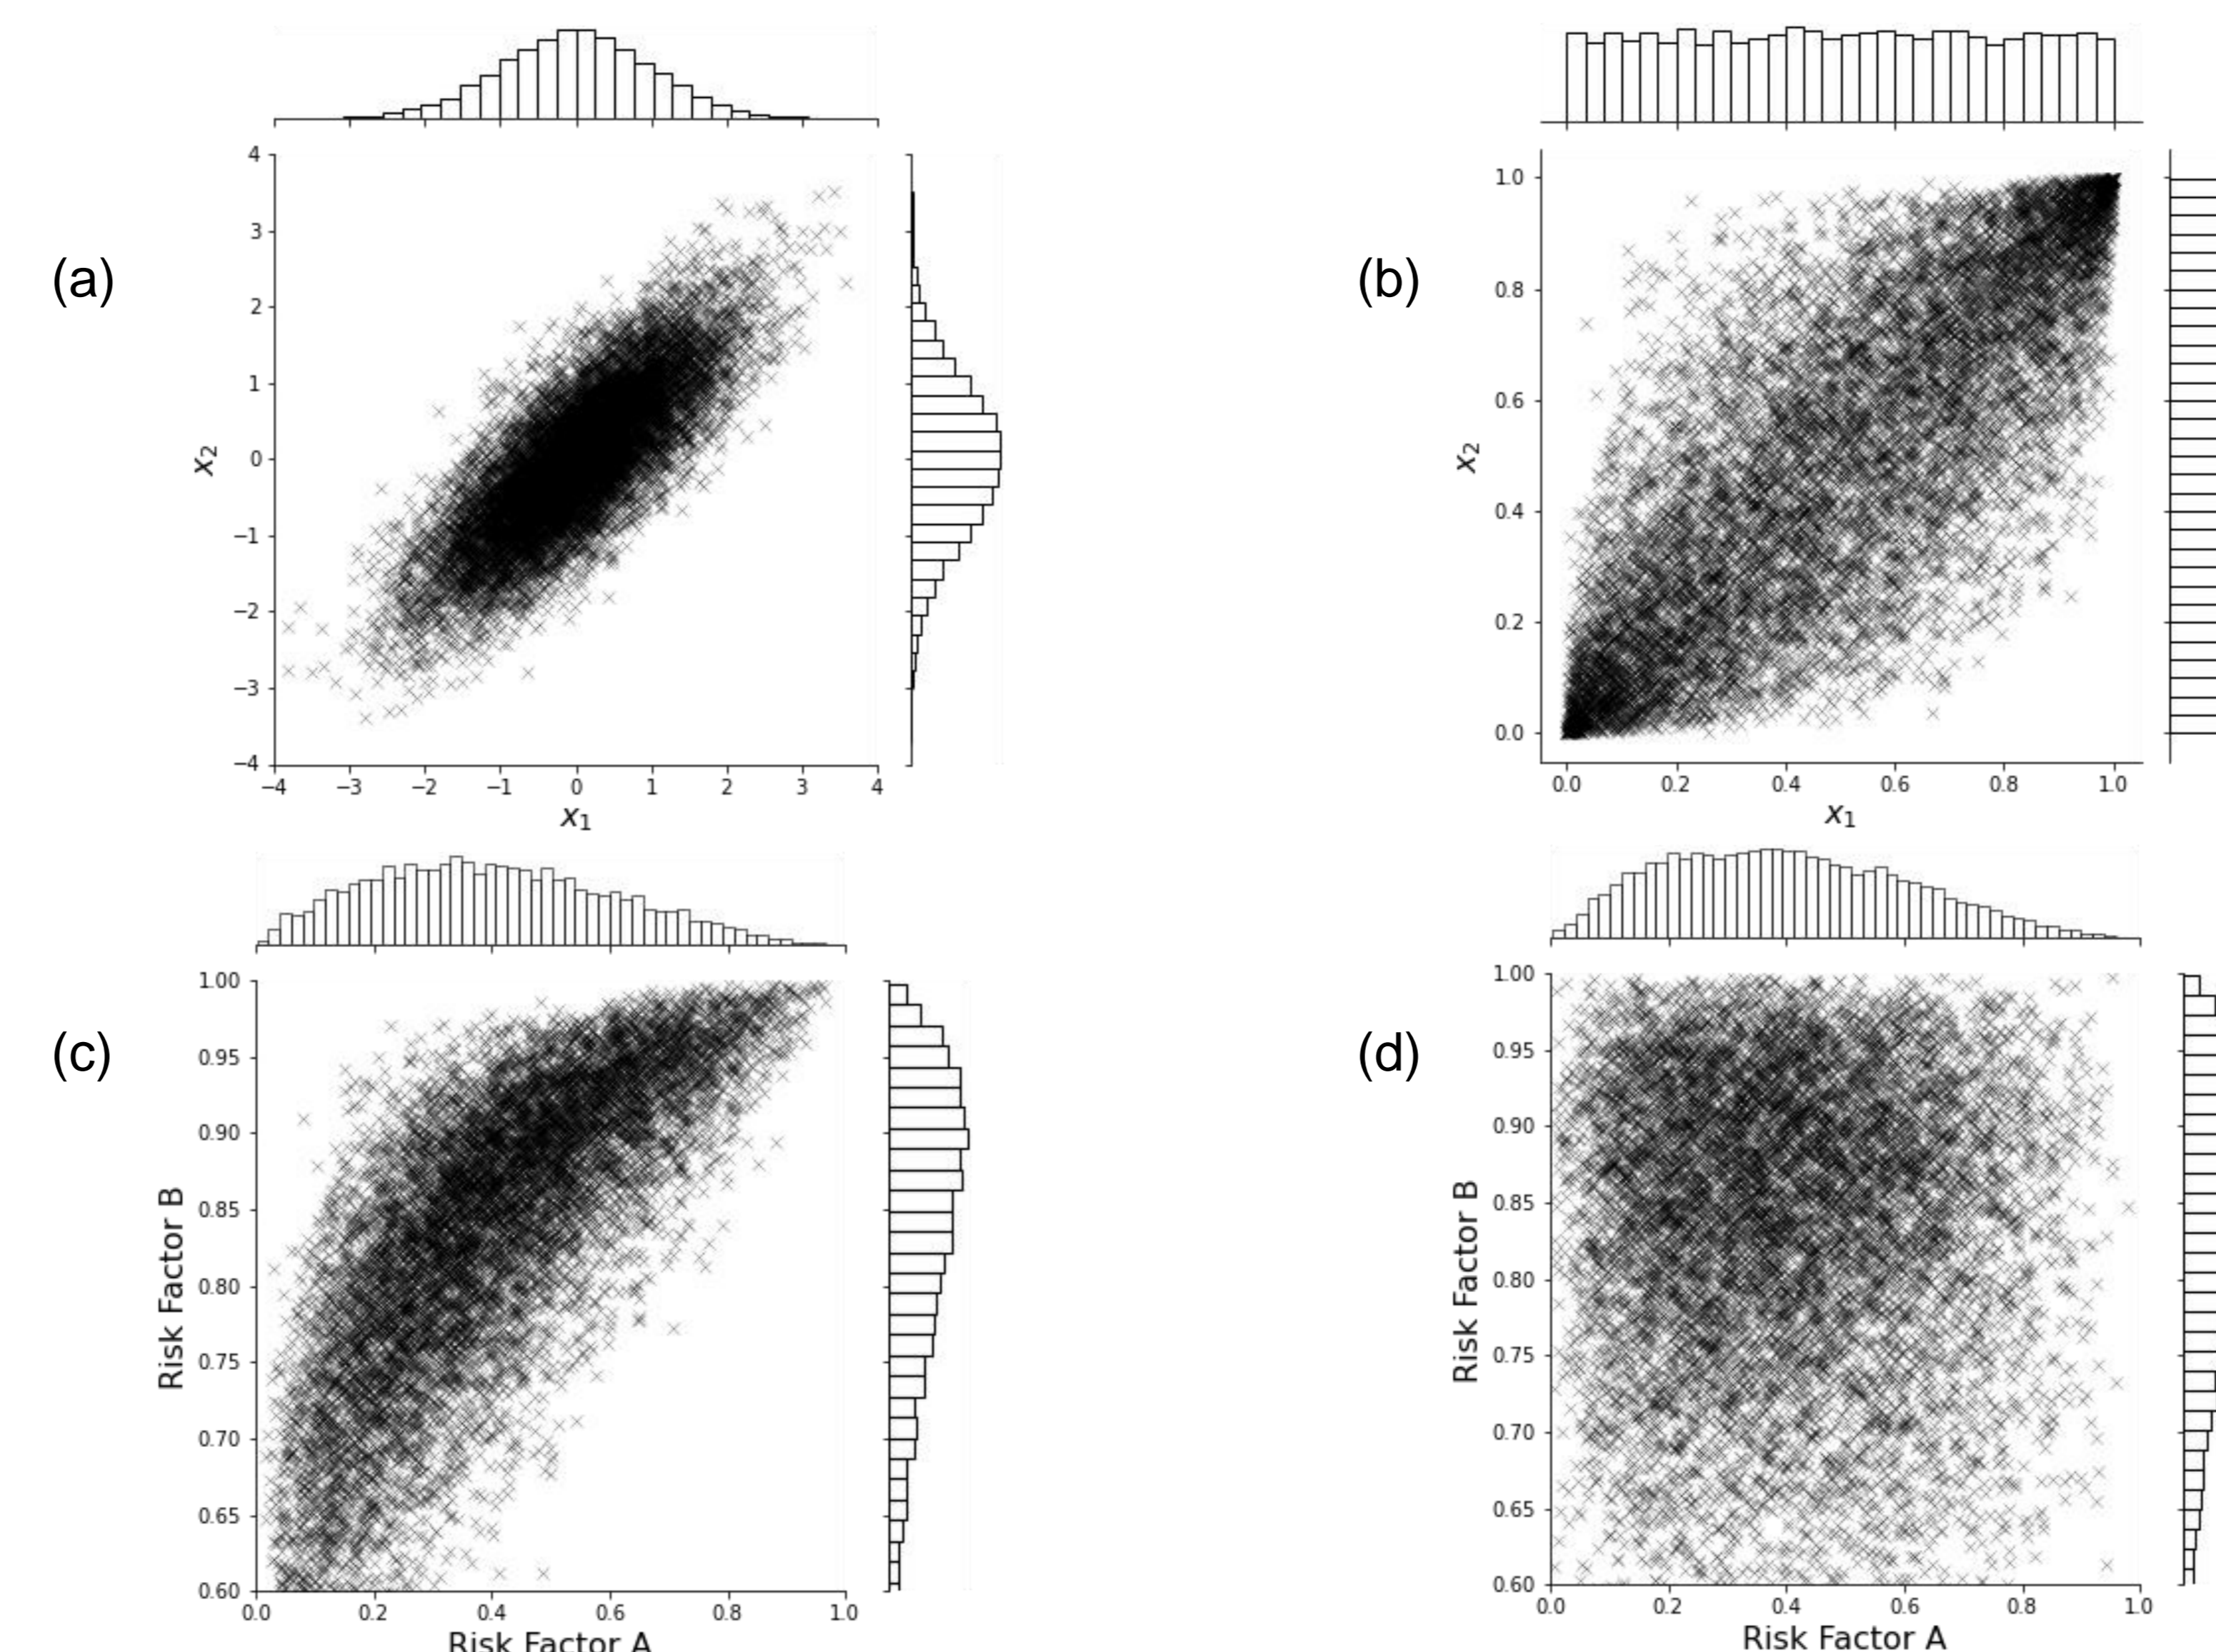 (a)
4
3
2
1
0
−1
−2
−3
−4
x2
−4 −3 −2 −1 0 1 2 3 4
x1
(b)
1.0
0.8
0.6
0.4
0.2
0.0
x2
0.0 0.2 0.4 0.6 0.8 1.0
x1
(c)
1.00
0.95
0.90
0.85
0.80
0.75
0.70
0.65
0.60
Risk Factor B
0.0 0.2 0.4 0.6 0.8 1.0
Risk Factor A
(d)
1.00
0.95
0.90
0.85
0.80
0.75
0.70
0.65
0.60
Risk Factor B
0.0 0.2 0.4 0.6 0.8 1.0
Risk Factor A